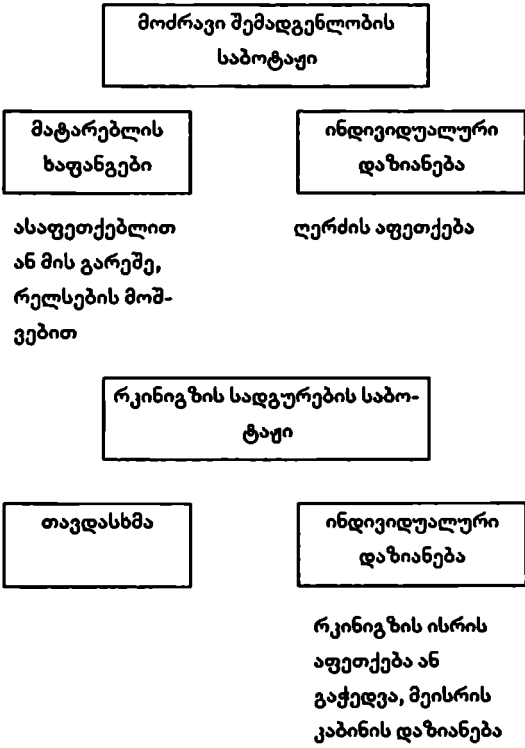 მოძრავი შემადგენლობის
საბოტაჟი
მატარებლის
ხაფანგები
ინდივიდუალური
დაზიანება
ასაფეთქებლით
ან მის გარეშე,
რელსების მოშ-
ვებით
ღერძის აფეთქება
რკინიგზის სადგურების საბო-
ტაჟი
თავდასხმა
ინდივიდუალური
დაზიანება
რკინიგზის ისრის
აფეთქება ან
გაჭედვა, მეისრის
კაბინის დაზიანება